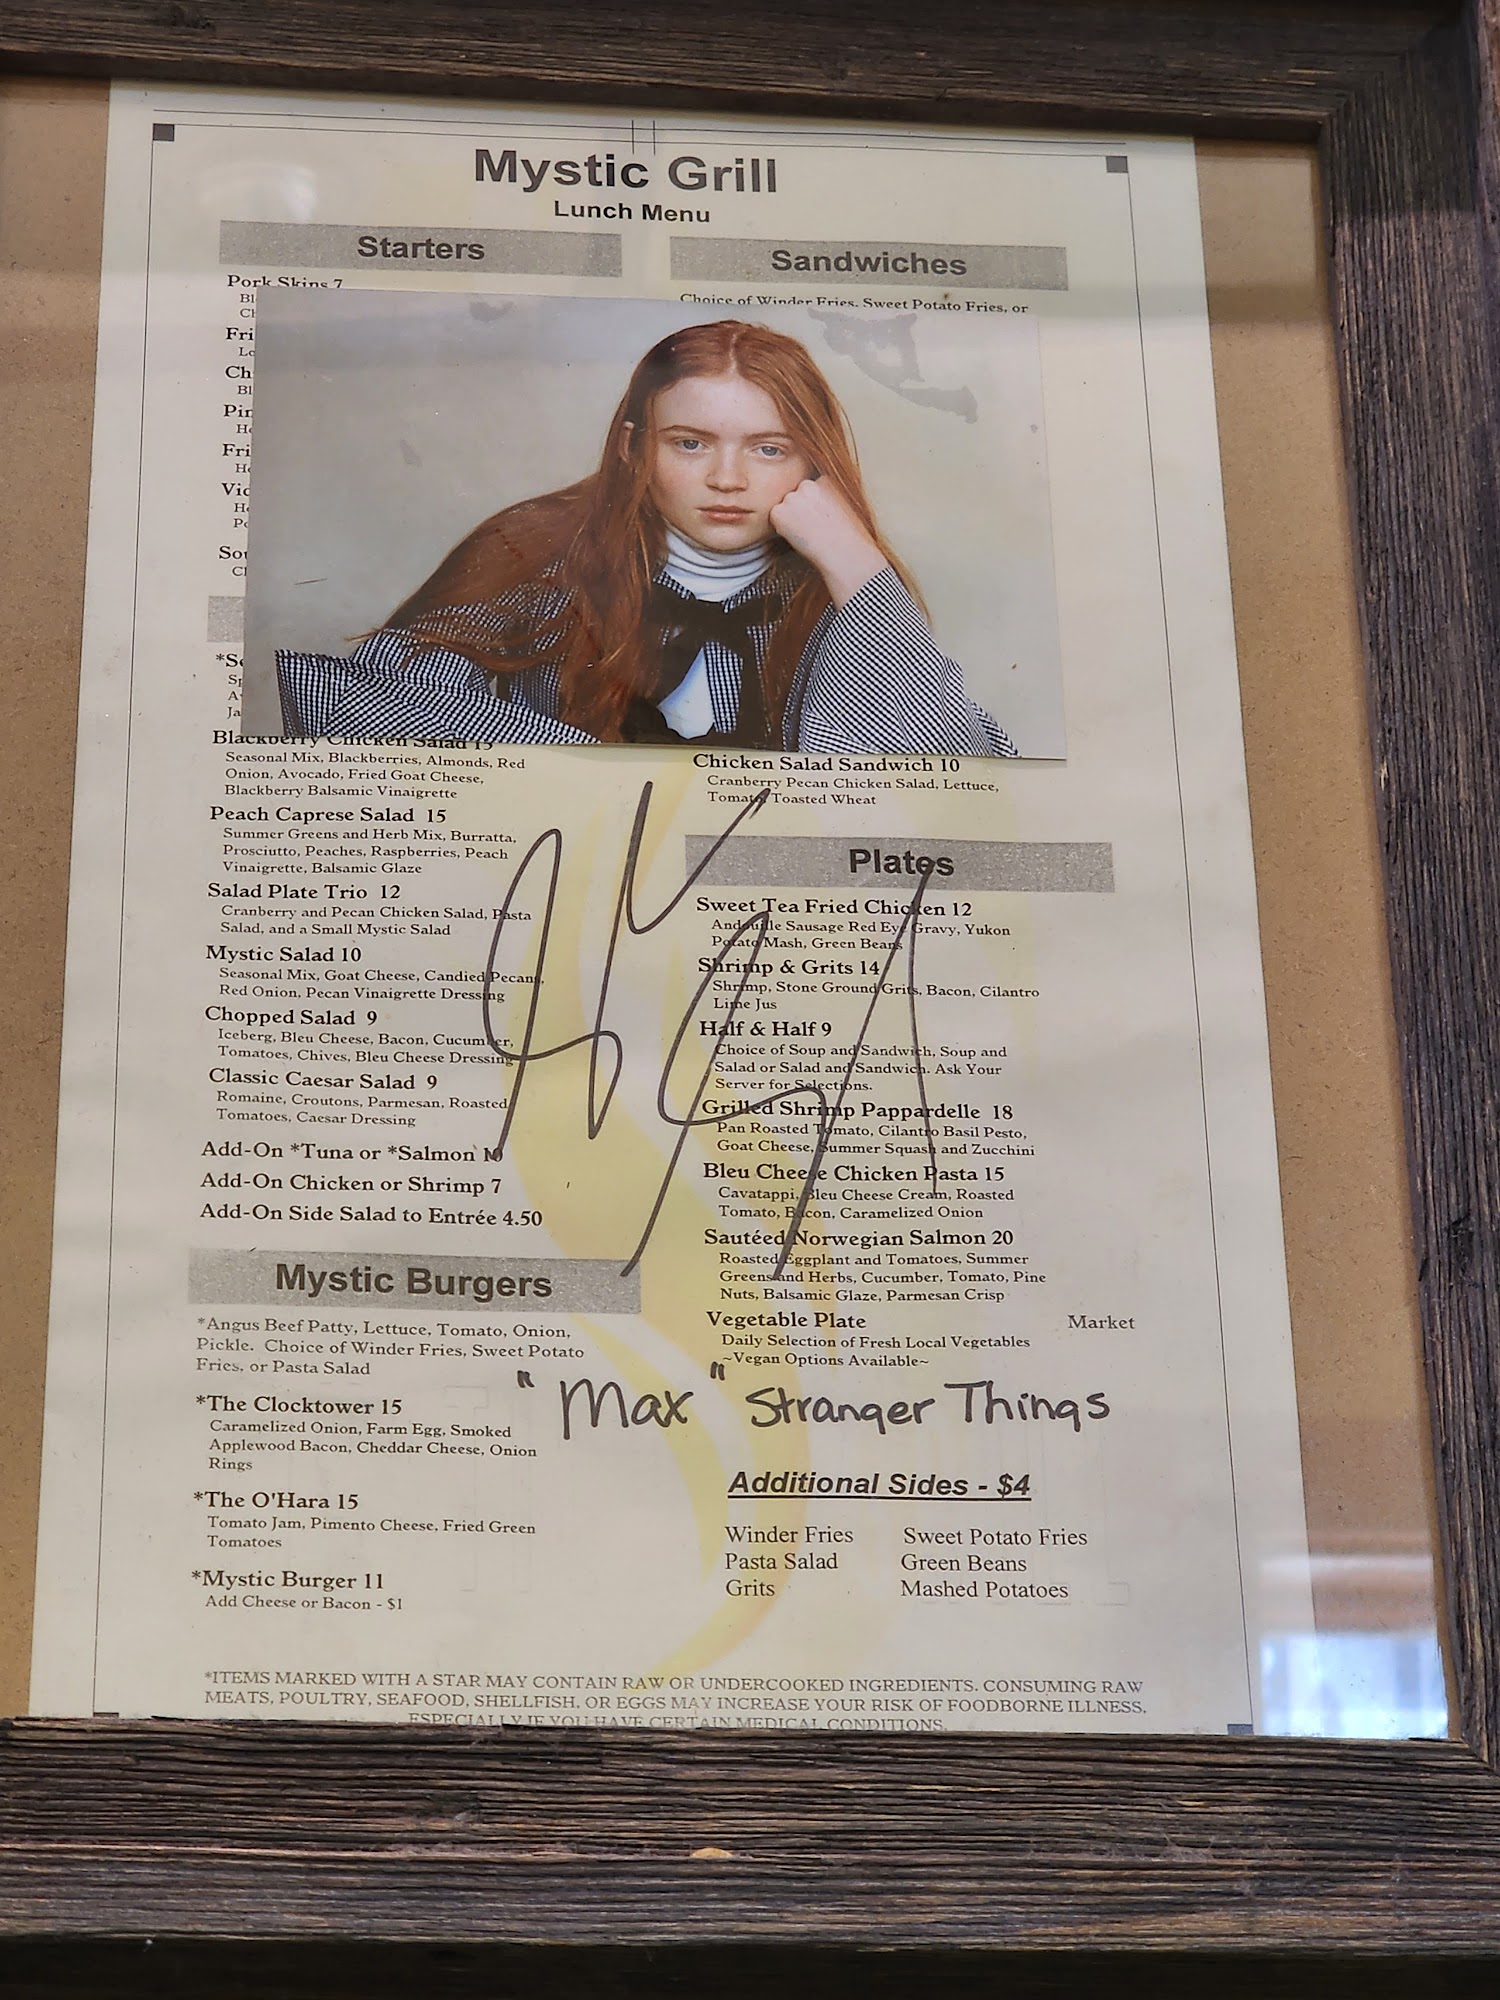 Mystic Grill
Lunch Menu
Starters
Pork Skins 7
*
Blackberry Chicken Salad 15
Seasonal Mix, Blackberries, Almonds, Red
Onion, Avocado, Fried Goat Cheese,
Blackberry Balsamic Vinaigrette
Peach Caprese Salad 15
Summer Greens and Herb Mix, Burratta,
Prosciutto, Peaches, Raspberries, Peach
Vinaigrette, Balsamic Glaze
Salad Plate Trio 12
Cranberry and Pecan Chicken Salad, Pasta
Salad, and a Small Mystic Salad
Mystic Salad 10
Seasonal Mix, Goat Cheese, Candied Pecans,
Red Onion, Pecan Vinaigrette Dressing
Chopped Salad 9
Iceberg, Bleu Cheese, Bacon, Cucumber,
Tomatoes, Chives, Bleu Cheese Dressing
Classic Caesar Salad 9
Romaine, Croutons, Parmesan, Roasted
Tomatoes, Caesar Dressing
Add-On *Tuna or *Salmon 10
Add-On Chicken or Shrimp 7
Add-On Side Salad to Entrée 4.50
Mystic Burgers
*Angus Beef Patty, Lettuce, Tomato, Onion,
Pickle. Choice of Winder Fries, Sweet Potato
Fries, or Pasta Salad
*The Clocktower 15
Caramelized Onion, Farm Egg, Smoked
Applewood Bacon, Cheddar Cheese, Onion
Rings
*The O'Hara 15
Tomato Jam, Pimento Cheese, Fried Green
Tomatoes
*Mystic Burger 11
Add Cheese or Bacon - $1
Sandwiches
Choice of Winder Fries, Sweet Potato Fries, or
Chicken Salad Sandwich 10
Cranberry Pecan Chicken Salad, Lettuce,
Tomato, Toasted Wheat
Plates
Sweet Tea Fried Chicken 12
Andouille Sausage Red Eye Gravy, Yukon
Potato Mash, Green Beans
Shrimp & Grits 14
Shrimp, Stone Ground Grits, Bacon, Cilantro
Lime Jus
Half & Half 9
Choice of Soup and Sandwich, Soup and
Salad or Salad and Sandwich. Ask Your
Server for Selections.
Grilled Shrimp Pappardelle 18
Pan Roasted Tomato, Cilantro Basil Pesto,
Goat Cheese, Summer Squash and Zucchini
Bleu Cheese Chicken Pasta 15
Cavatappi, Bleu Cheese Cream, Roasted
Tomato, Bacon, Caramelized Onion
Sautéed Norwegian Salmon 20
Roasted Eggplant and Tomatoes, Summer
Greens and Herbs, Cucumber, Tomato, Pine
Nuts, Balsamic Glaze, Parmesan Crisp
Vegetable Plate Market
Daily Selection of Fresh Local Vegetables
~Vegan Options Available~
"Max" Stranger Things
Additional Sides - $4
Winder Fries Sweet Potato Fries
Pasta Salad Green Beans
Grits Mashed Potatoes
*ITEMS MARKED WITH A STAR MAY CONTAIN RAW OR UNDERCOOKED INGREDIENTS. CONSUMING RAW
MEATS, POULTRY, SEAFOOD, SHELLFISH, OR EGGS MAY INCREASE YOUR RISK OF FOODBORNE ILLNESS,
ESPECIALLY IF YOU HAVE CERTAIN MEDICAL CONDITIONS.